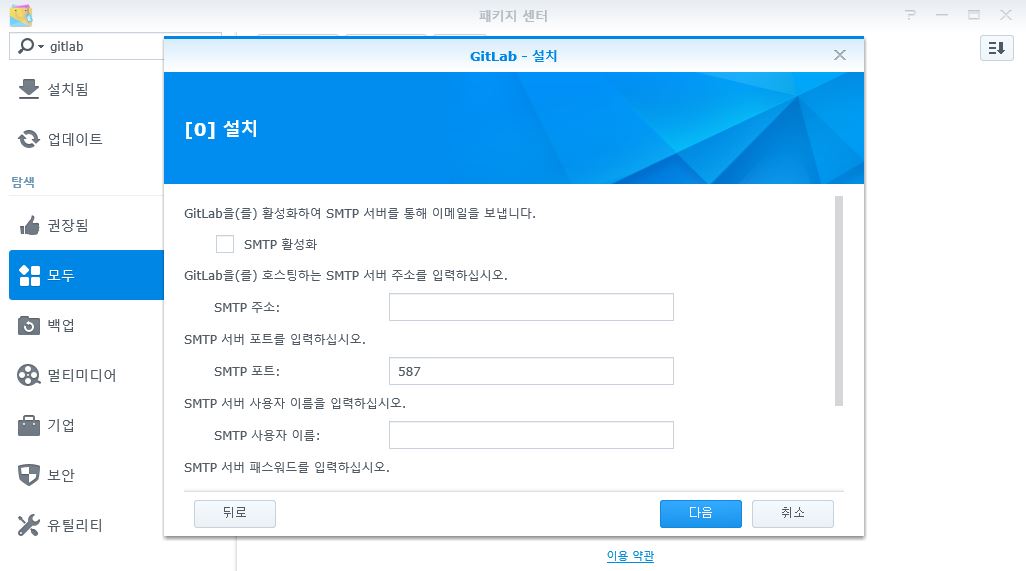 패키지 센터
gitlab
설치됨
업데이트
탐색
권장됨
모두
백업
멀티미디어
기업
보안
유틸리티
GitLab - 설치
[0] 설치
GitLab을(를) 활성화하여 SMTP 서버를 통해 이메일을 보냅니다.
SMTP 활성화
GitLab을(를) 호스팅하는 SMTP 서버 주소를 입력하십시오.
SMTP 주소:
SMTP 서버 포트를 입력하십시오.
SMTP 포트: 587
SMTP 서버 사용자 이름을 입력하십시오.
SMTP 사용자 이름:
SMTP 서버 패스워드를 입력하십시오.
뒤로 다음 취소
이용 약관